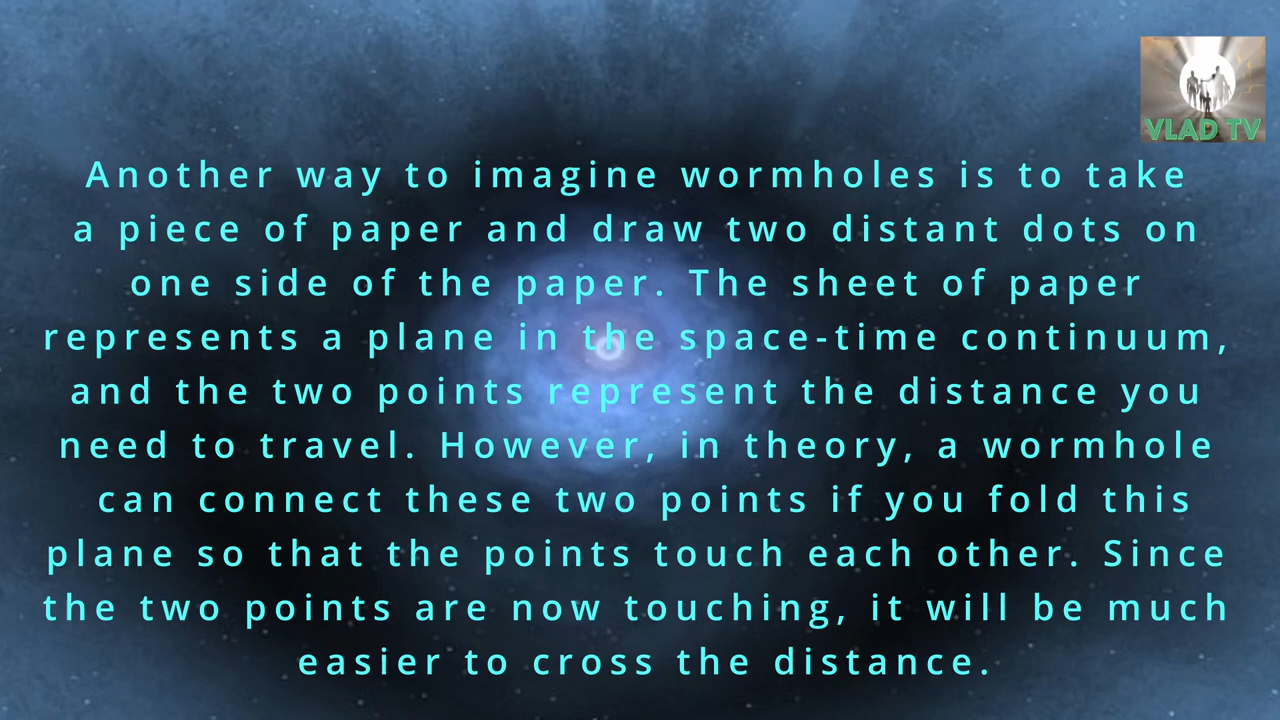 VLAD TV
Another way to imagine wormholes is to take
a piece of paper and draw two distant dots on
one side of the paper. The sheet of paper
represents a plane in the space-time continuum,
and the two points represent the distance you
need to travel. However, in theory, a wormhole
can connect these two points if you fold this
plane so that the points touch each other. Since
the two points are now touching, it will be much
easier to cross the distance.